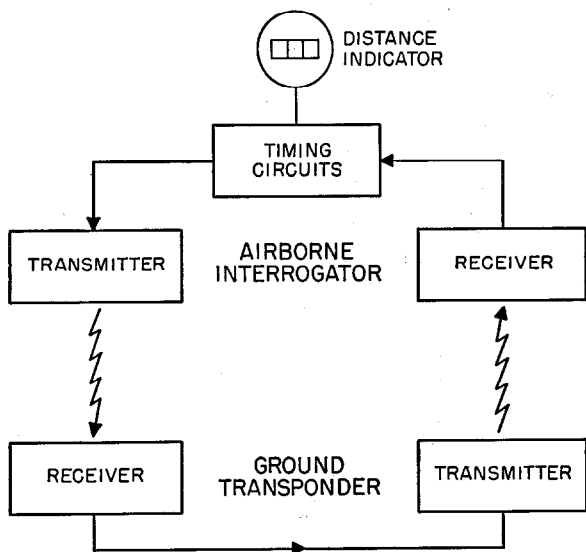 DISTANCE
INDICATOR
TIMING
CIRCUITS
TRANSMITTER
AIRBORNE
INTERROGATOR
RECEIVER
RECEIVER
GROUND
TRANSPONDER
TRANSMITTER